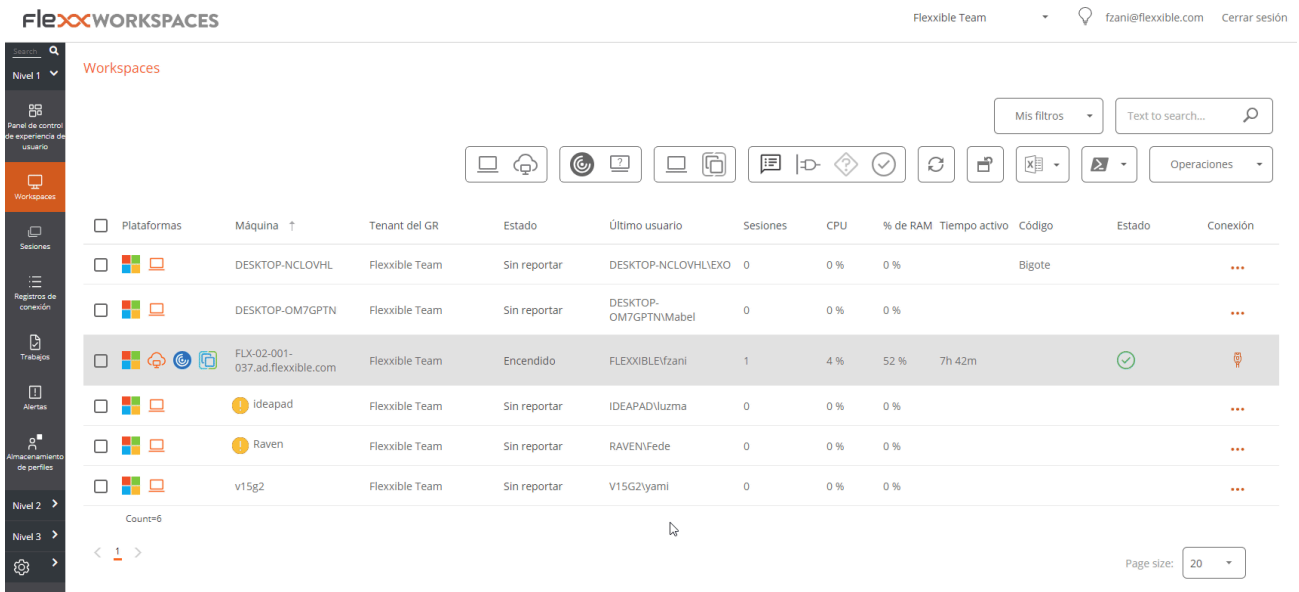 FlexxWORKSPACES
Flexxible Team
fzani@flexxible.com
Cerrar sesión
Search
Nivel 1
Panel de control
de experiencia de
usuario
Workspaces
Sesiones
Registros de
conexión
Trabajos
Alertas
Almacenamiento
de perfiles
Nivel 2
Nivel 3
Workspaces
Mis filtros
Text to search...
Operaciones
Plataformas Máquina ↑ Tenant del GR Estado Último usuario Sesiones CPU % de RAM Tiempo activo Código Estado Conexión
DESKTOP-NCLOVHL Flexxible Team Sin reportar DESKTOP-NCLOVHL\EXO 0 0 % 0 % Bigote
DESKTOP-OM7GPTN Flexxible Team Sin reportar DESKTOP-
OM7GPTN\Mabel 0 0 % 0 %
FLX-02-001-
037.ad.flexxible.com Flexxible Team Encendido FLEXXIBLE\fzani 1 4 % 52 % 7h 42m
ideapad Flexxible Team Sin reportar IDEAPAD\luzma 0 0 % 0 %
Raven Flexxible Team Sin reportar RAVEN\Fede 0 0 % 0 %
v15g2 Flexxible Team Sin reportar V15G2\yami 0 0 % 0 %
Count=6
1
Page size: 20